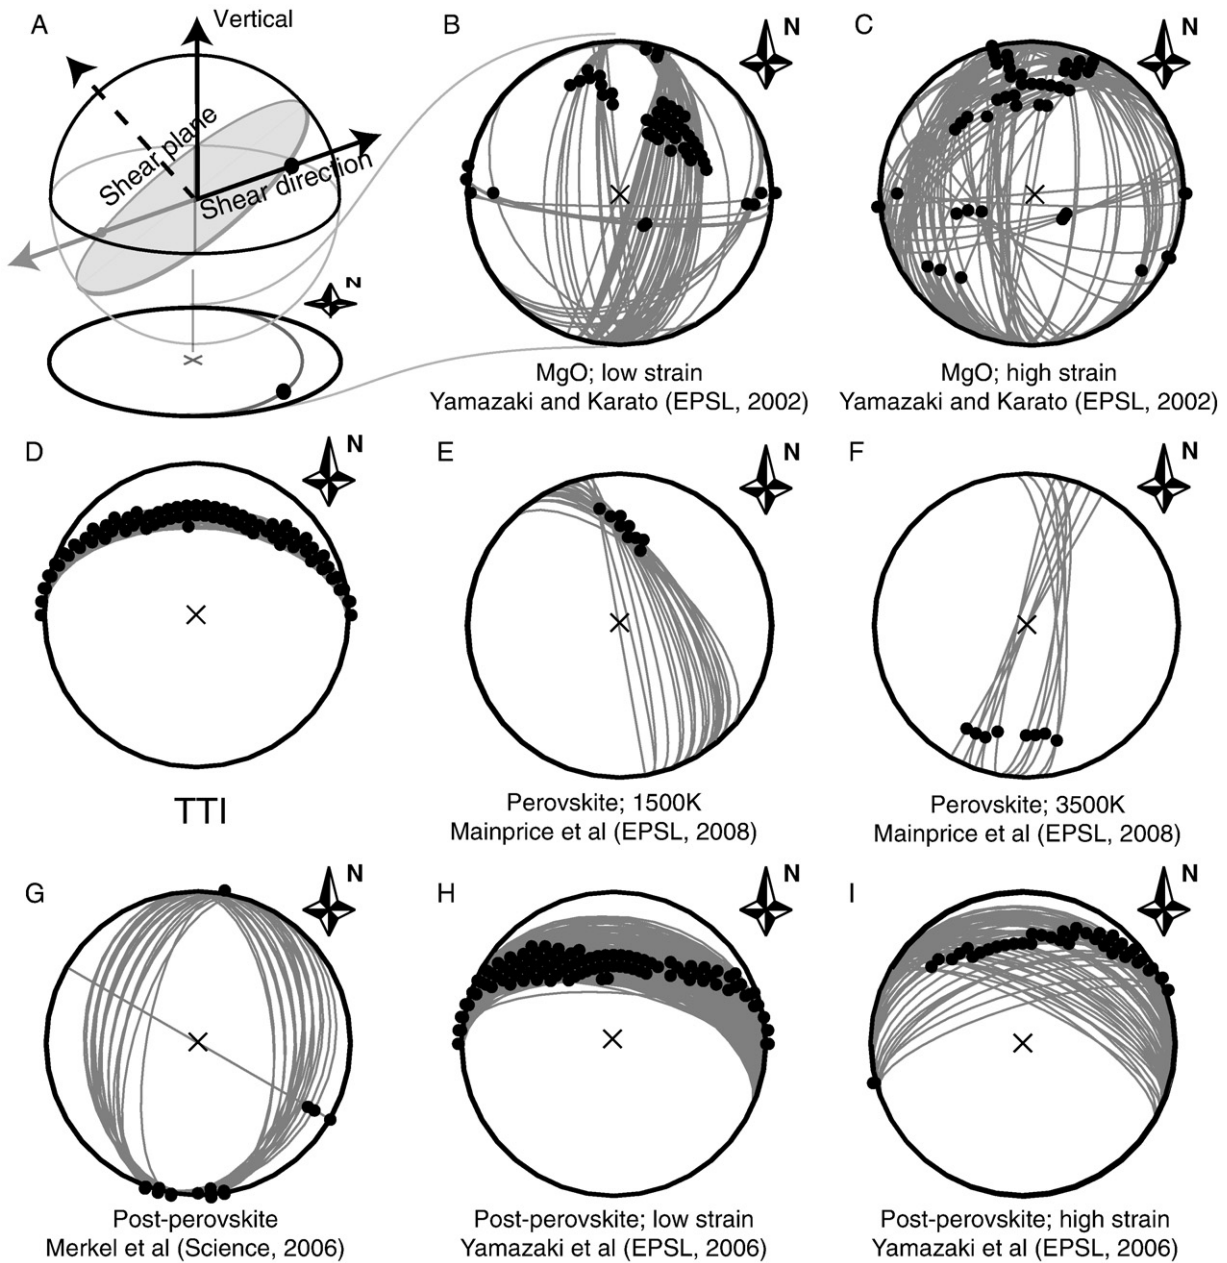 A
Vertical
Shear plane
Shear direction
N
B
N
MgO; low strain
Yamazaki and Karato (EPSL, 2002)
C
N
MgO; high strain
Yamazaki and Karato (EPSL, 2002)
D
N
TTI
E
N
Perovskite; 1500K
Mainprice et al (EPSL, 2008)
F
N
Perovskite; 3500K
Mainprice et al (EPSL, 2008)
G
N
Post-perovskite
Merkel et al (Science, 2006)
H
N
Post-perovskite; low strain
Yamazaki et al (EPSL, 2006)
I
N
Post-perovskite; high strain
Yamazaki et al (EPSL, 2006)